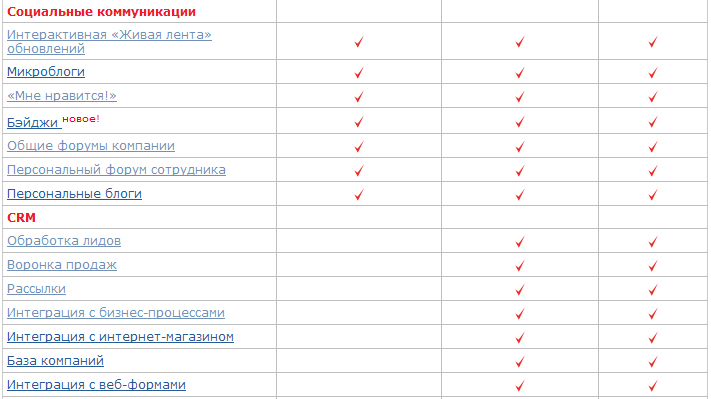 Социальные коммуникации
Интерактивная «Живая лента»
обновлений
Микроблоги
«Мне нравится!»
Бэйджи новое!
Общие форумы компании
Персональный форум сотрудника
Персональные блоги
CRM
Обработка лидов
Воронка продаж
Рассылки
Интеграция с бизнес-процессами
Интеграция с интернет-магазином
База компаний
Интеграция с веб-формами